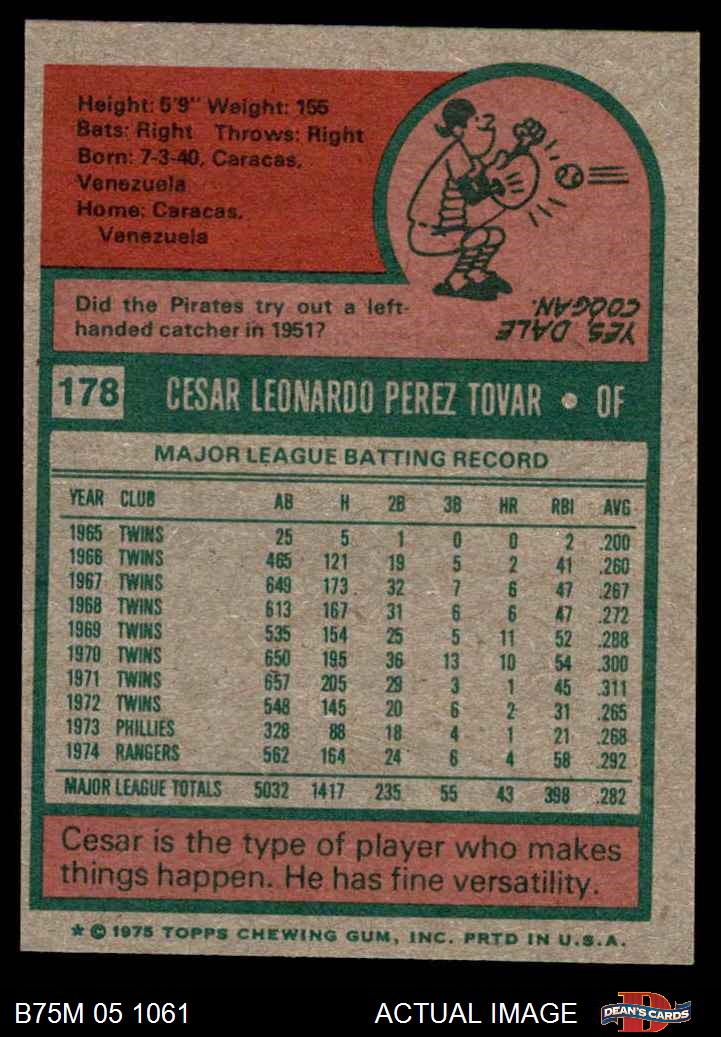 Height: 5'9" Weight: 155
Bats: Right Throws: Right
Born: 7-3-40, Caracas,
Venezuela
Home: Caracas,
Venezuela
Did the Pirates try out a left-
handed catcher in 1951?
YES, DALE
COOGAN.
178 CESAR LEONARDO PEREZ TOVAR • OF
MAJOR LEAGUE BATTING RECORD
YEAR CLUB AB H 2B 3B HR RBI AVG
1965 TWINS 25 5 1 0 0 2 .200
1966 TWINS 465 121 19 5 2 41 .260
1967 TWINS 649 173 32 7 6 47 .267
1968 TWINS 613 167 31 6 6 47 .272
1969 TWINS 535 154 25 5 11 52 .288
1970 TWINS 650 195 36 13 10 54 .300
1971 TWINS 657 205 29 3 1 45 .311
1972 TWINS 548 145 20 6 2 31 .265
1973 PHILLIES 328 88 18 4 1 21 .268
1974 RANGERS 562 164 24 6 4 58 .292
MAJOR LEAGUE TOTALS 5032 1417 235 55 43 398 .282
Cesar is the type of player who makes
things happen. He has fine versatility.
* © 1975 TOPPS CHEWING GUM, INC. PRTD IN U.S.A.
B75M 05 1061 ACTUAL IMAGE D DEAN'S CARDS